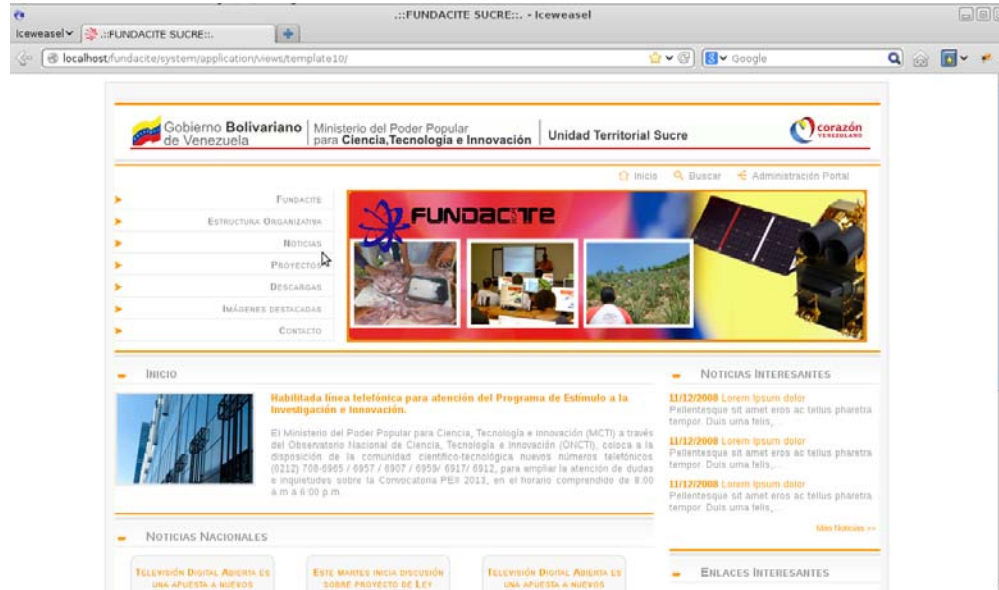 .::FUNDACITE SUCRE::. - Iceweasel
Iceweasel
.::FUNDACITE SUCRE::.
localhost/fundacite/system/application/views/template10/
Google
Gobierno Bolivariano
de Venezuela
Ministerio del Poder Popular
para Ciencia,Tecnología e Innovación
Unidad Territorial Sucre
corazón
VENEZOLANO
Inicio
Buscar
Administración Portal
FUNDACITE
ESTRUCTURA ORGANIZATIVA
NOTICIAS
PROYECTOS
DESCARGAS
IMÁGENES DESTACADAS
CONTACTO
FUNDACITE
INICIO
Habilitada línea telefónica para atención del Programa de Estímulo a la
Investigación e Innovación.
El Ministerio del Poder Popular para Ciencia, Tecnología e Innovación (MCTI) a través
del Observatorio Nacional de Ciencia, Tecnología e Innovación (ONCTI), coloca a la
disposición de la comunidad científico-tecnológica nuevos números telefónicos
(0212) 708-6965 / 6957 / 6907 / 6959/ 6917/ 6912, para ampliar la atención de dudas
e inquietudes sobre la Convocatoria PEII 2013, en el horario comprendido de 8:00
a.m a 6:00 p.m.
NOTICIAS INTERESANTES
11/12/2008 Lorem Ipsum dolor
Pellentesque sit amet eros ac tellus pharetra
tempor. Duis urna felis,...
11/12/2008 Lorem Ipsum dolor
Pellentesque sit amet eros ac tellus pharetra
tempor. Duis urna felis,...
11/12/2008 Lorem Ipsum dolor
Pellentesque sit amet eros ac tellus pharetra
tempor. Duis urna felis,...
Más Noticias >>
NOTICIAS NACIONALES
TELEVISIÓN DIGITAL ABIERTA ES
UNA APUESTA A NUEVOS
ESTE MARTES INICIA DISCUSIÓN
SOBRE PROYECTO DE LEY
TELEVISIÓN DIGITAL ABIERTA ES
UNA APUESTA A NUEVOS
ENLACES INTERESANTES